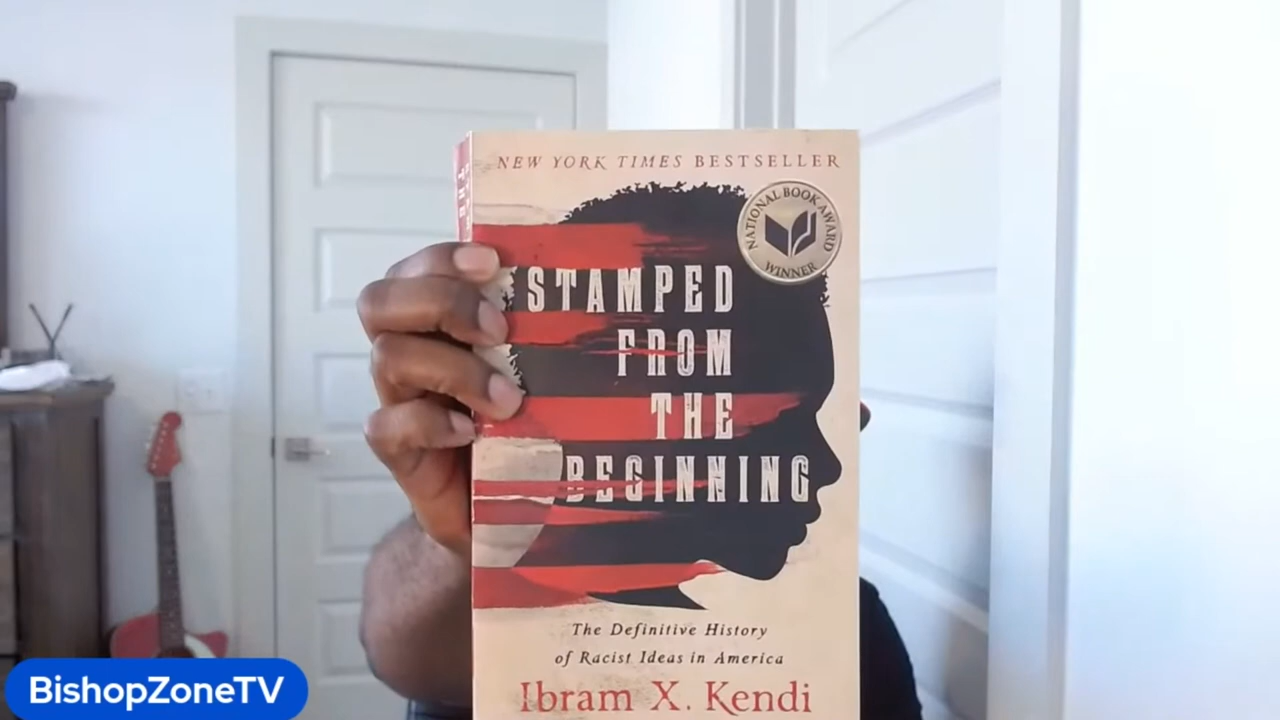 NEW YORK TIMES BESTSELLER
NATIONAL BOOK AWARD
WINNER
STAMPED
FROM
THE
BEGINNING
The Definitive History
of Racist Ideas in America
Ibram X. Kendi
BishopZoneTV